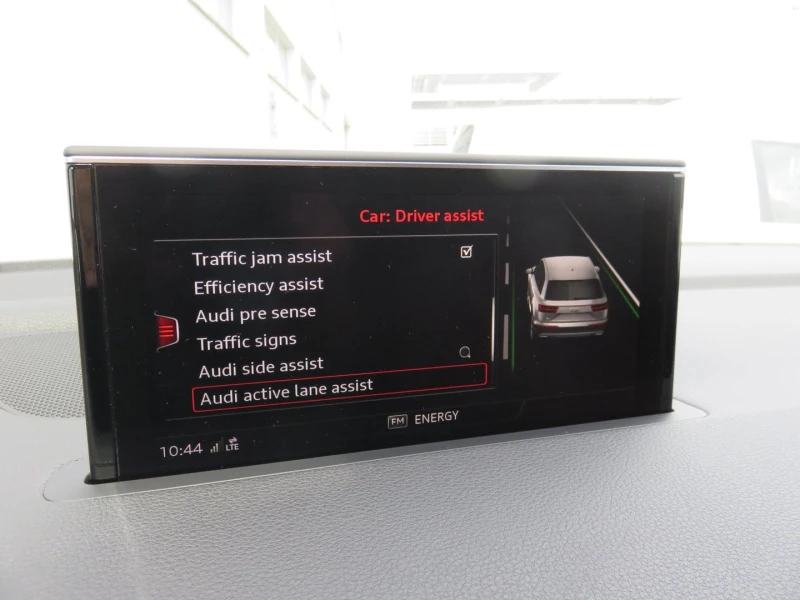 Car: Driver assist
Traffic jam assist
Efficiency assist
Audi pre sense
Traffic signs
Audi side assist
Audi active lane assist
FM ENERGY
10:44 LTE